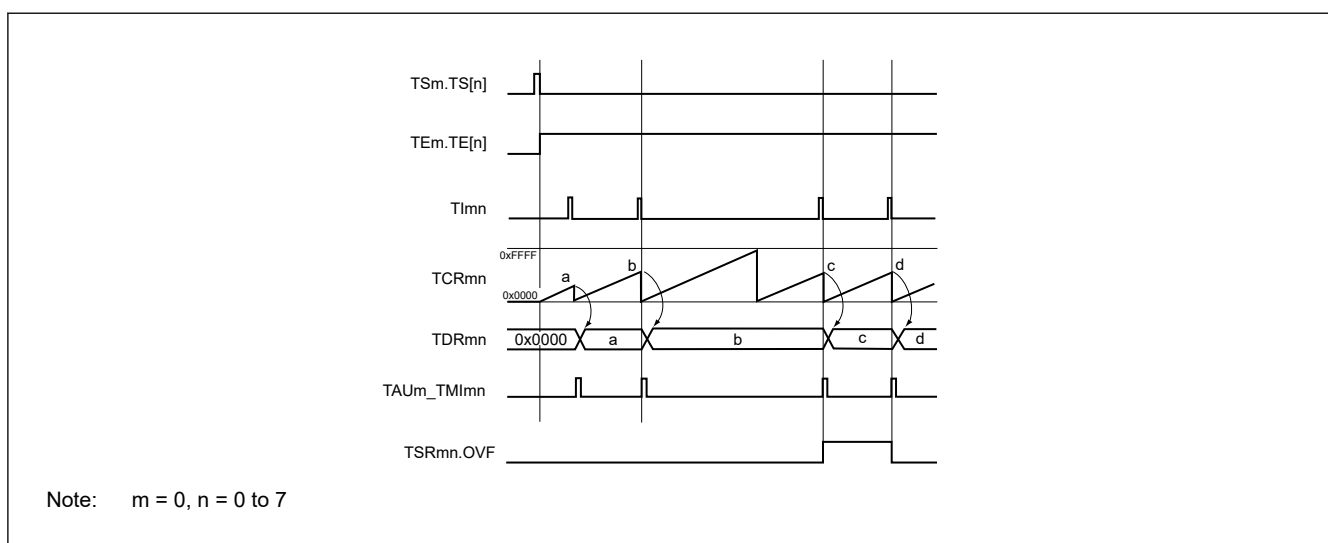 TSm.TS[n]
TEm.TE[n]
TImn
0xFFFF
TCRmn
a b c d
0x0000
TDRmn 0x0000 a b c d
TAUm_TMImn
TSRmn.OVF
Note: m = 0, n = 0 to 7